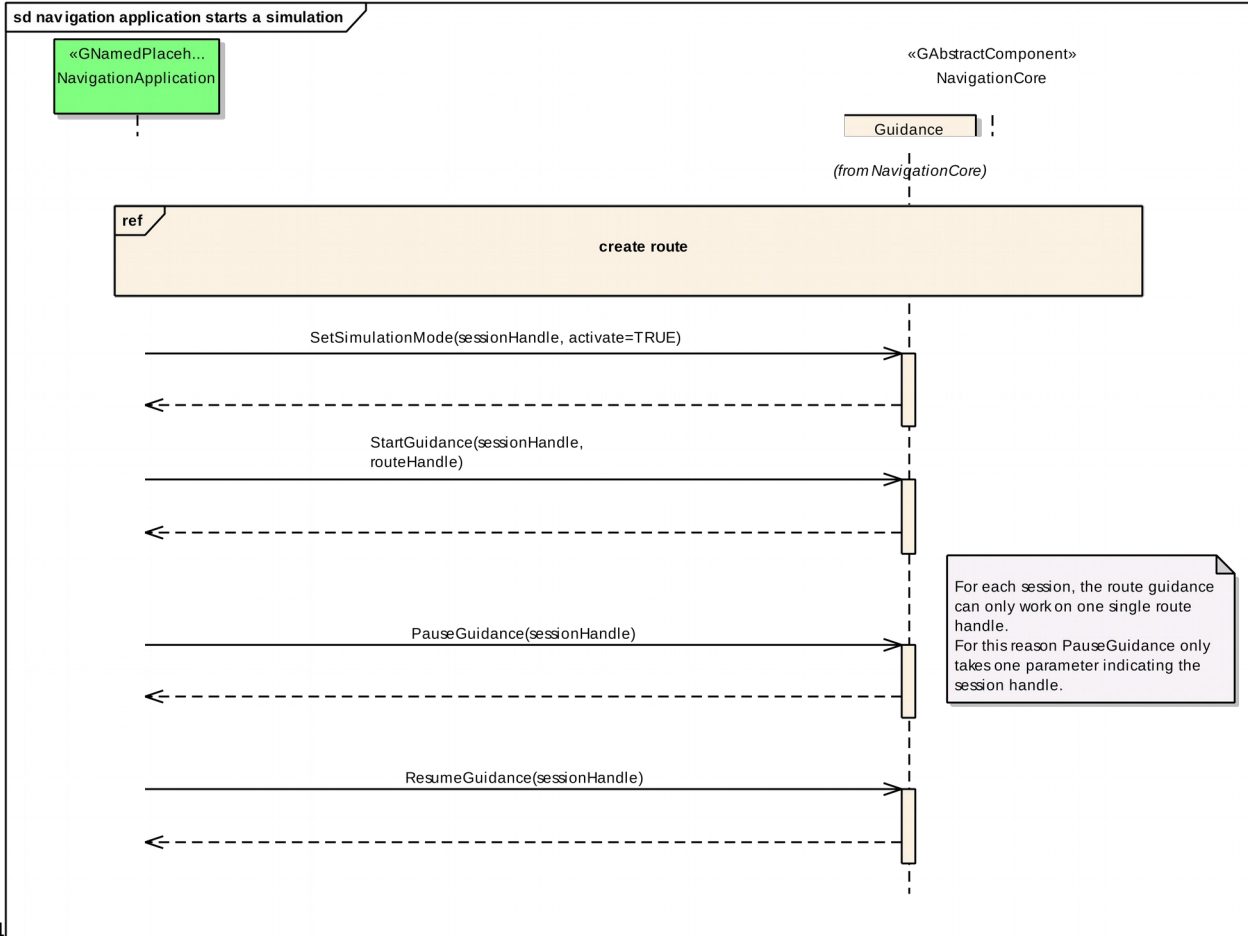 sd navigation application starts a simulation
«GNamedPlaceh...
NavigationApplication
«GAbstractComponent»
NavigationCore
Guidance
(from NavigationCore)
ref
create route
SetSimulationMode(sessionHandle, activate=TRUE)
StartGuidance(sessionHandle,
routeHandle)
For each session, the route guidance
can only work on one single route
handle.
For this reason PauseGuidance only
takes one parameter indicating the
session handle.
PauseGuidance(sessionHandle)
ResumeGuidance(sessionHandle)